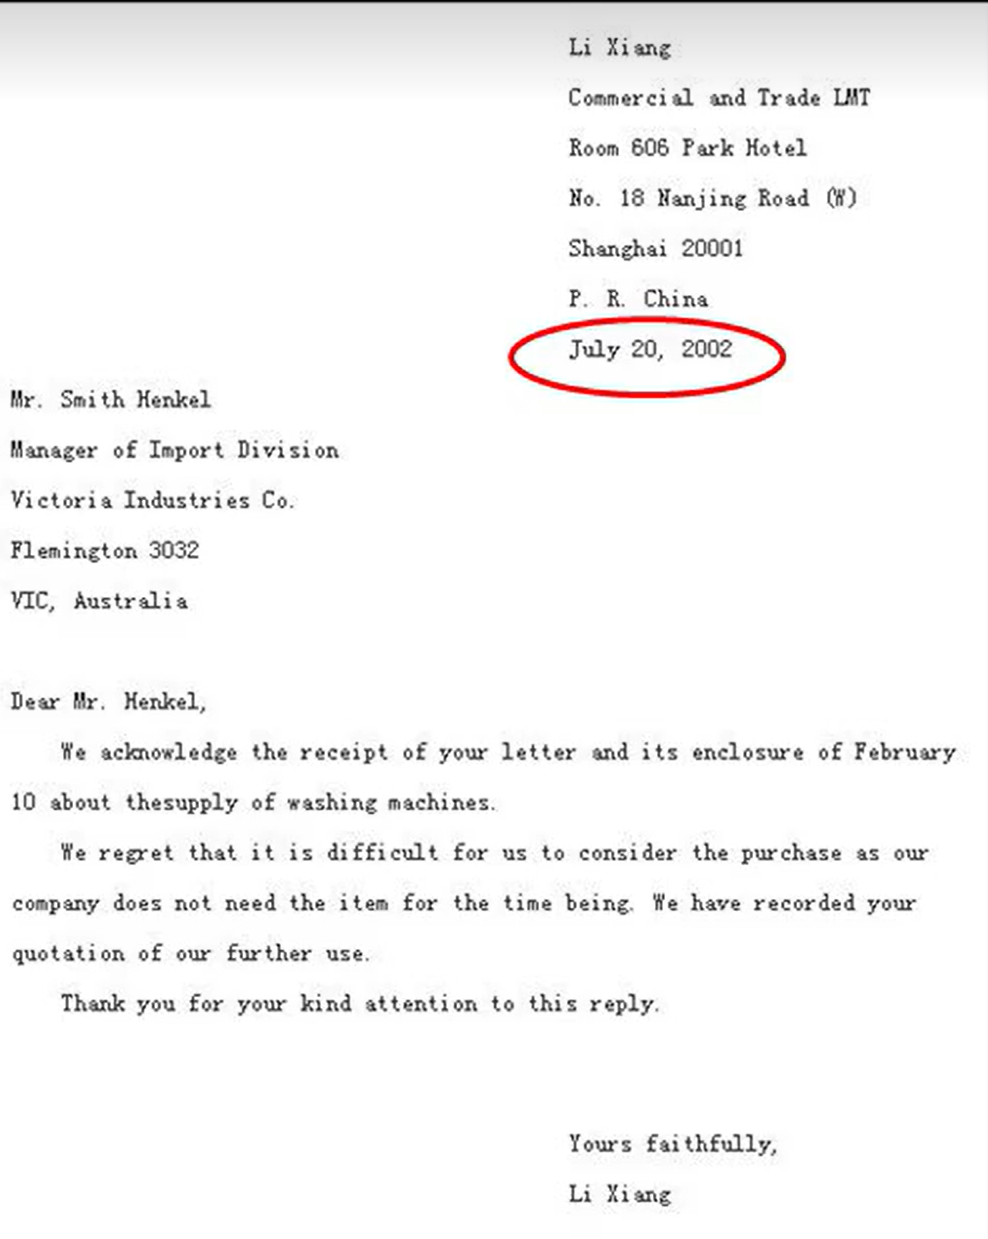 Li Xiang
Commercial and Trade LMT
Room 606 Park Hotel
No. 18 Nanjing Road (W)
Shanghai 20001
P. R. China
July 20, 2002
Mr. Smith Henkel
Manager of Import Division
Victoria Industries Co.
Flemington 3032
VIC, Australia
Dear Mr. Henkel,
We acknowledge the receipt of your letter and its enclosure of February
10 about thesupply of washing machines.
We regret that it is difficult for us to consider the purchase as our
company does not need the item for the time being. We have recorded your
quotation of our further use.
Thank you for your kind attention to this reply.
Yours faithfully,
Li Xiang